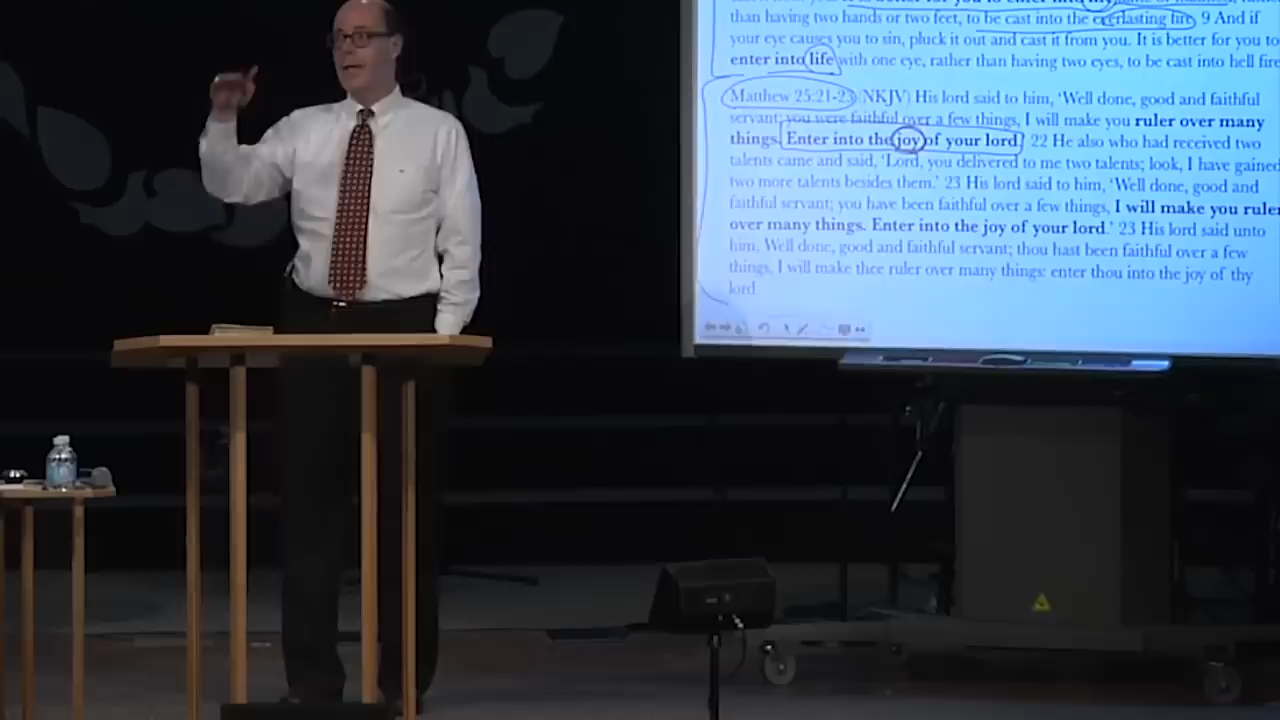 better for you to enter into
than having two hands or two feet, to be cast into the everlasting fire. 9 And if
your eye causes you to sin, pluck it out and cast it from you. It is better for you to
enter into life with one eye, rather than having two eyes, to be cast into hell fire
Matthew 25:21-23 (NKJV) His lord said to him, ‘Well done, good and faithful
servant; you were faithful over a few things, I will make you ruler over many
things. Enter into the joy of your lord. 22 He also who had received two
talents came and said, ‘Lord, you delivered to me two talents; look, I have gained
two more talents besides them.’ 23 His lord said to him, ‘Well done, good and
faithful servant; you have been faithful over a few things, I will make you ruler
over many things. Enter into the joy of your lord.’ 23 His lord said unto
him, Well done, good and faithful servant; thou hast been faithful over a few
things, I will make thee ruler over many things: enter thou into the joy of thy
lord.